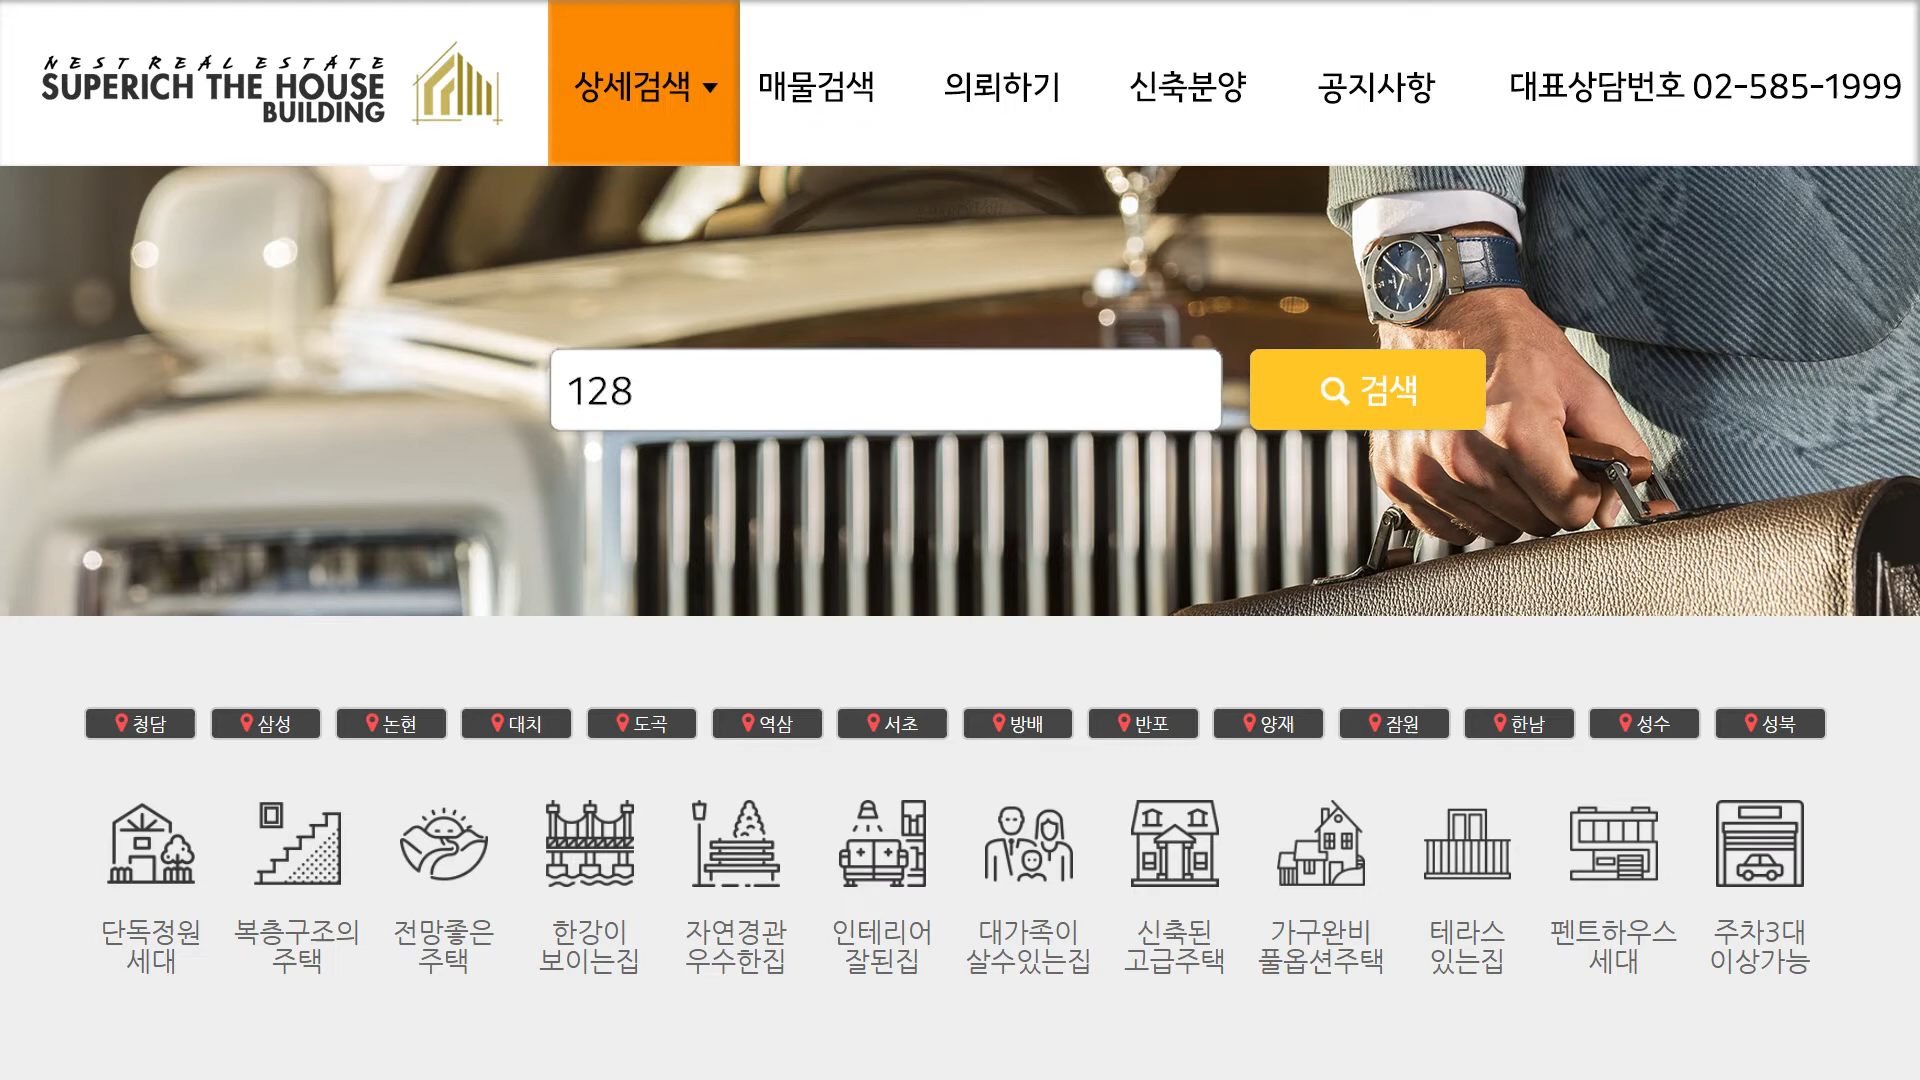 NEST REAL ESTATE
SUPERICH THE HOUSE
BUILDING
상세검색
매물검색
의뢰하기
신축분양
공지사항
대표상담번호 02-585-1999
128
검색
청담
삼성
논현
대치
도곡
역삼
서초
방배
반포
양재
잠원
한남
성수
성북
단독정원
세대
복층구조의
주택
전망좋은
주택
한강이
보이는집
자연경관
우수한집
인테리어
잘된집
대가족이
살수있는집
신축된
고급주택
가구완비
풀옵션주택
테라스
있는집
펜트하우스
세대
주차3대
이상가능